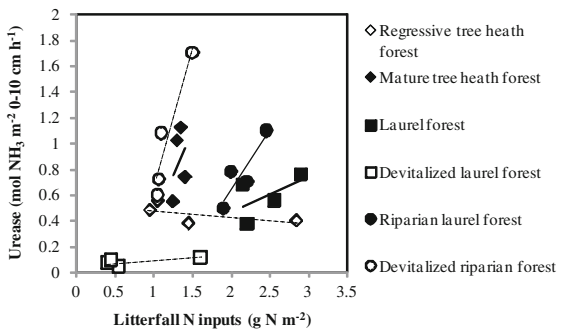 2
1.8
1.6
1.4
1.2
1
0.8
0.6
0.4
0.2
0
0 0.5 1 1.5 2 2.5 3 3.5
Urease (mol NH3 m-2 0-10 cm h-1)
Litterfall N inputs (g N m-2)
Regressive tree heath
forest
Mature tree heath forest
Laurel forest
Devitalized laurel forest
Riparian laurel forest
Devitalized riparian forest